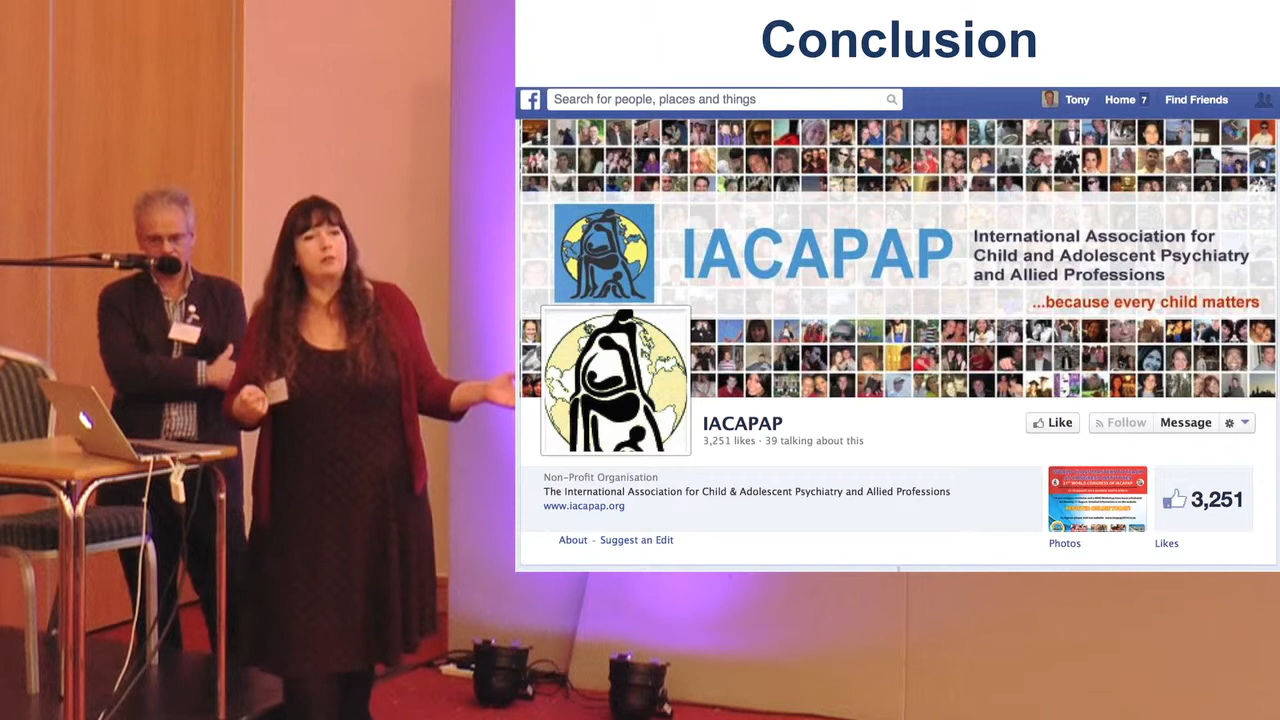 Conclusion
Search for people, places and things
Tony Home 7 Find Friends
IACAPAP
International Association for
Child and Adolescent Psychiatry
and Allied Professions
...because every child matters
IACAPAP
3,251 likes · 39 talking about this
Like
Follow Message
Non-Profit Organisation
The International Association for Child & Adolescent Psychiatry and Allied Professions
www.iacapap.org
About - Suggest an Edit
3,251
Photos
Likes